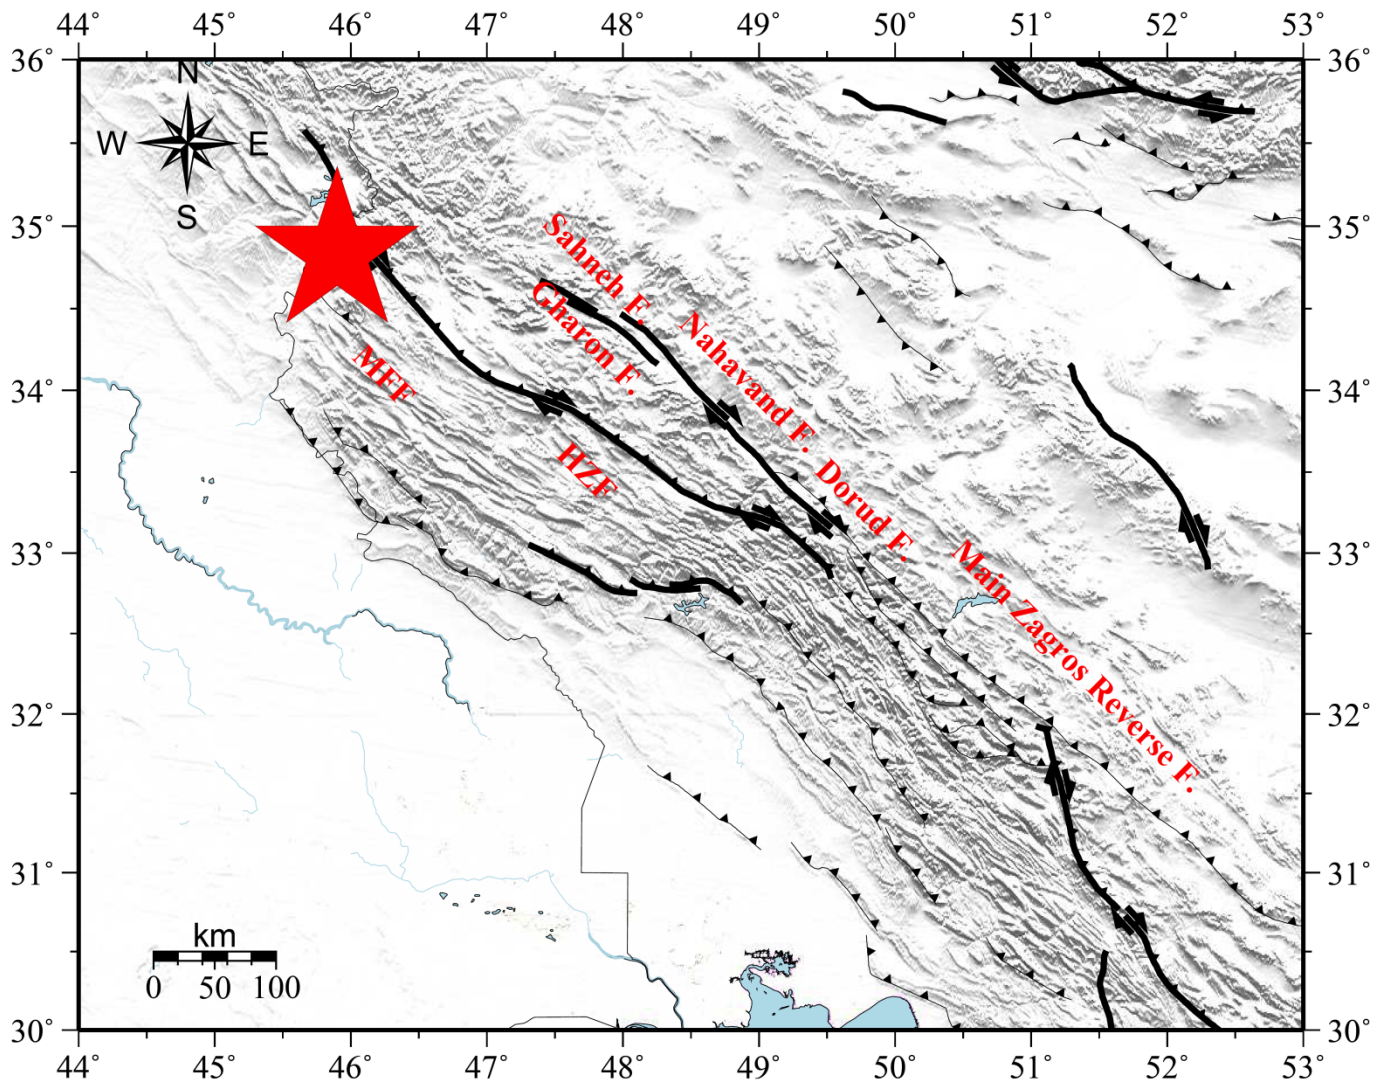 44° 45° 46° 47° 48° 49° 50° 51° 52° 53°
36° 36°
N
W E
S
35° 35°
Sahneh F.
Gharon F.
Nahavand F.
MFF
34° 34°
HZF
Dorud F.
33° 33°
Main Zagros Reverse F.
32° 32°
31° 31°
km
0 50 100
30° 30°
44° 45° 46° 47° 48° 49° 50° 51° 52° 53°